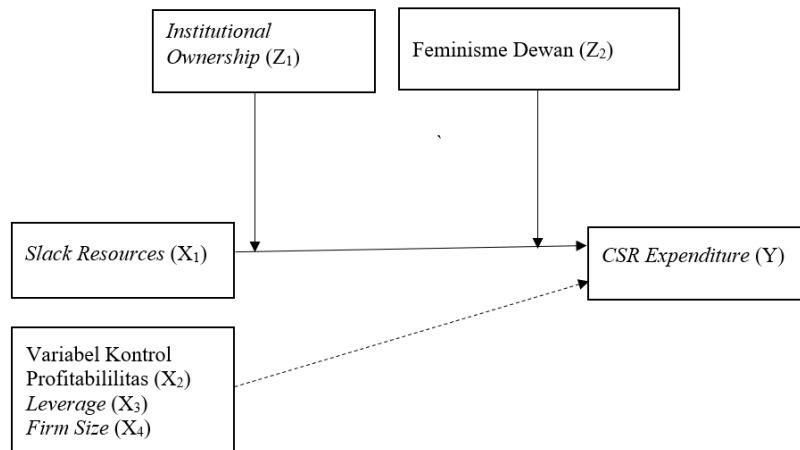 Institutional
Ownership (Z₁)
Feminisme Dewan (Z₂)
Slack Resources (X₁)
CSR Expenditure (Y)
Variabel Kontrol
Profitabililitas (X₂)
Leverage (X₃)
Firm Size (X₄)